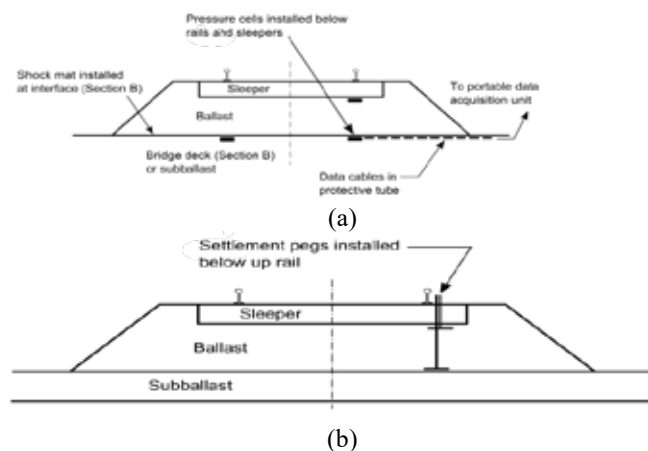 Pressure cells installed below
rails and sleepers
Shock mat installed
at interface (Section B)
Sleeper
To portable data
acquisition unit
Ballast
Bridge deck (Section B)
or subballast
Data cables in
protective tube
(a)
Settlement pegs installed
below up rail
Sleeper
Ballast
Subballast
(b)